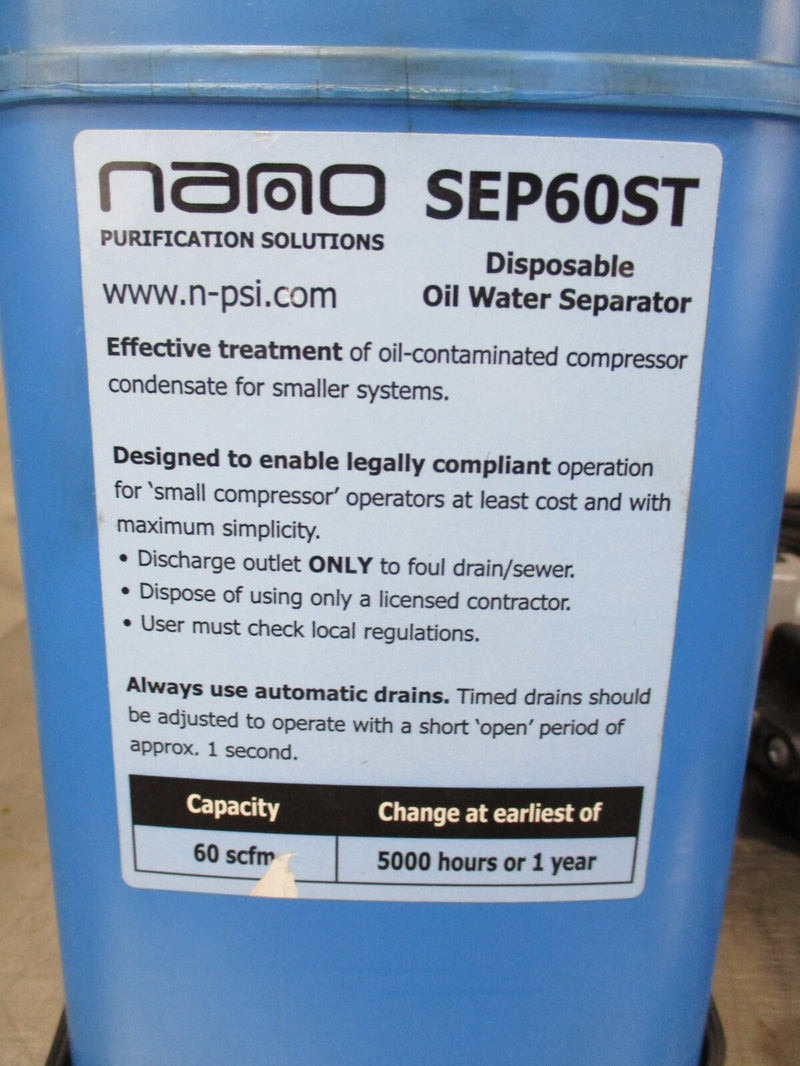 nano
PURIFICATION SOLUTIONS
www.n-psi.com
SEP60ST
Disposable
Oil Water Separator
Effective treatment of oil-contaminated compressor
condensate for smaller systems.
Designed to enable legally compliant operation
for ‘small compressor’ operators at least cost and with
maximum simplicity.
• Discharge outlet ONLY to foul drain/sewer.
• Dispose of using only a licensed contractor.
• User must check local regulations.
Always use automatic drains. Timed drains should
be adjusted to operate with a short ‘open’ period of
approx. 1 second.
Capacity Change at earliest of
60 scfm 5000 hours or 1 year